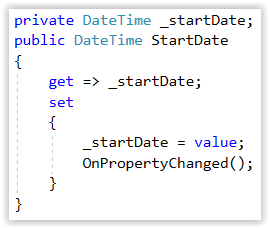 private DateTime _startDate;
public DateTime StartDate
{
    get => _startDate;
    set
    {
        _startDate = value;
        OnPropertyChanged();
    }
}